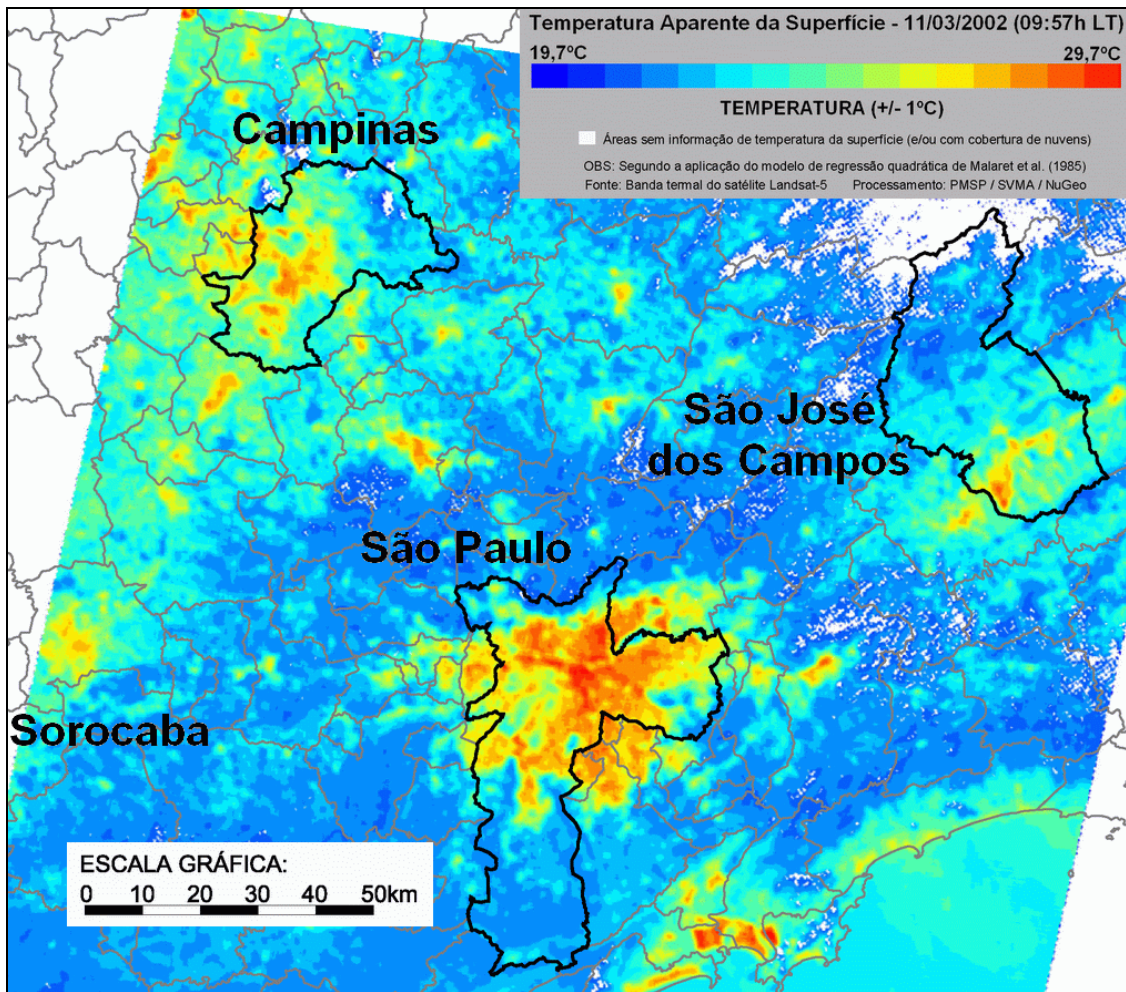 Temperatura Aparente da Superfície - 11/03/2002 (09:57h LT)
19,7ºC 29,7ºC
TEMPERATURA (+/- 1ºC)
Áreas sem informação de temperatura da superfície (e/ou com cobertura de nuvens)
OBS: Segundo a aplicação do modelo de regressão quadrática de Malaret et al. (1985)
Fonte: Banda termal do satélite Landsat-5 Processamento: PMSP / SVMA / NuGeo
Campinas
São José
dos Campos
São Paulo
Sorocaba
ESCALA GRÁFICA:
0 10 20 30 40 50km